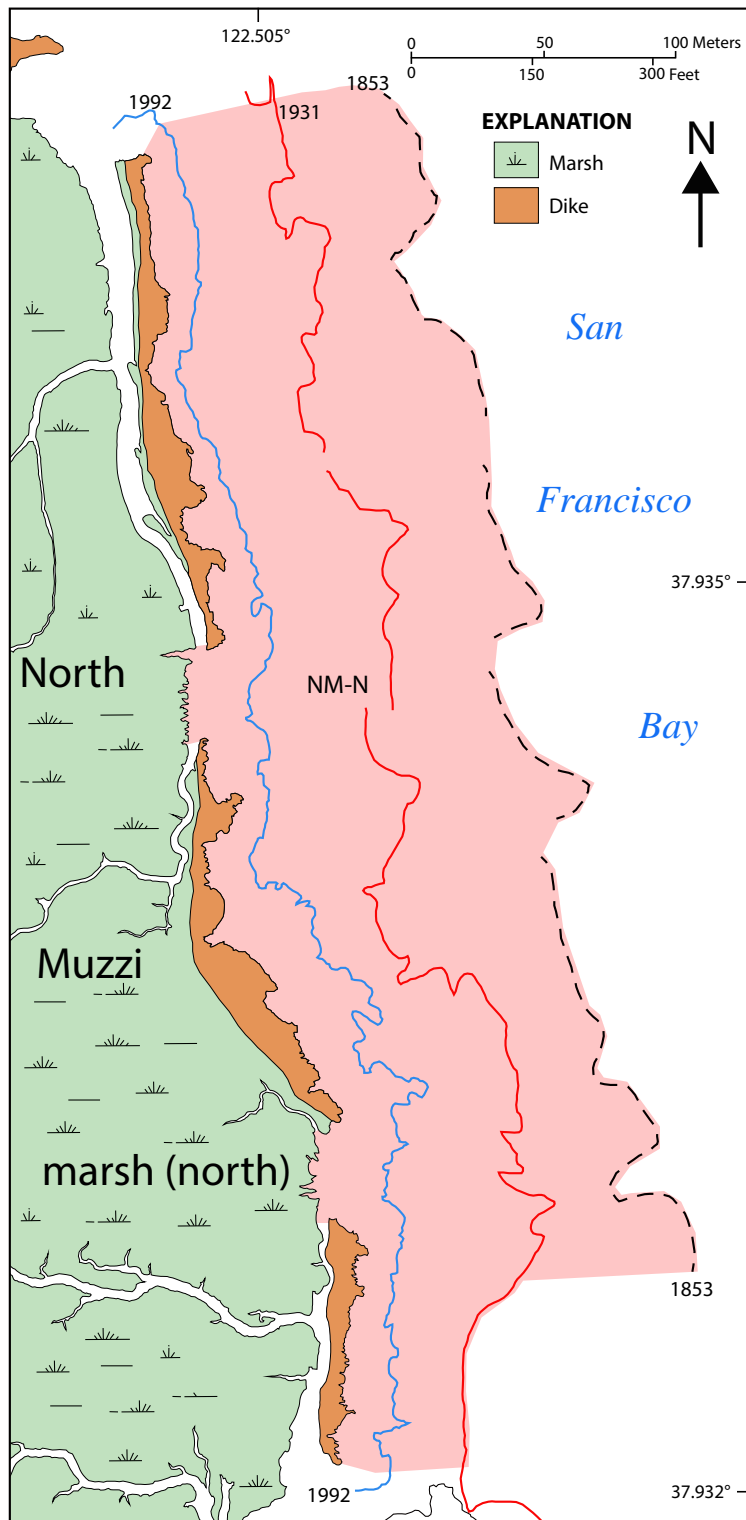 122.505°
0 50 100 Meters
0 150 300 Feet
1853
1992
1931
EXPLANATION
Marsh
Dike
N
San
Francisco
37.935°
North
NM-N
Bay
Muzzi
marsh (north)
1853
1992
37.932°